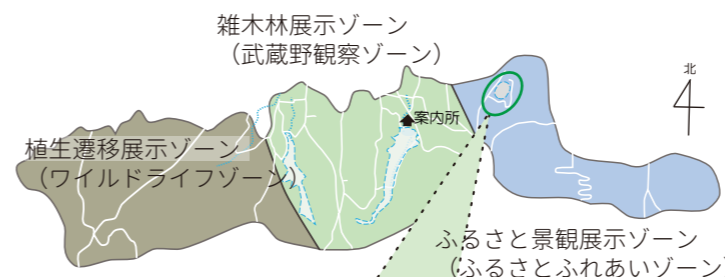 雑木林展示ゾーン
（武蔵野観察ゾーン）
北
案内所
植生遷移展示ゾーン
（ワイルドライフゾーン）
ふるさと景観展示ゾーン
（ふるさとふれあいゾーン